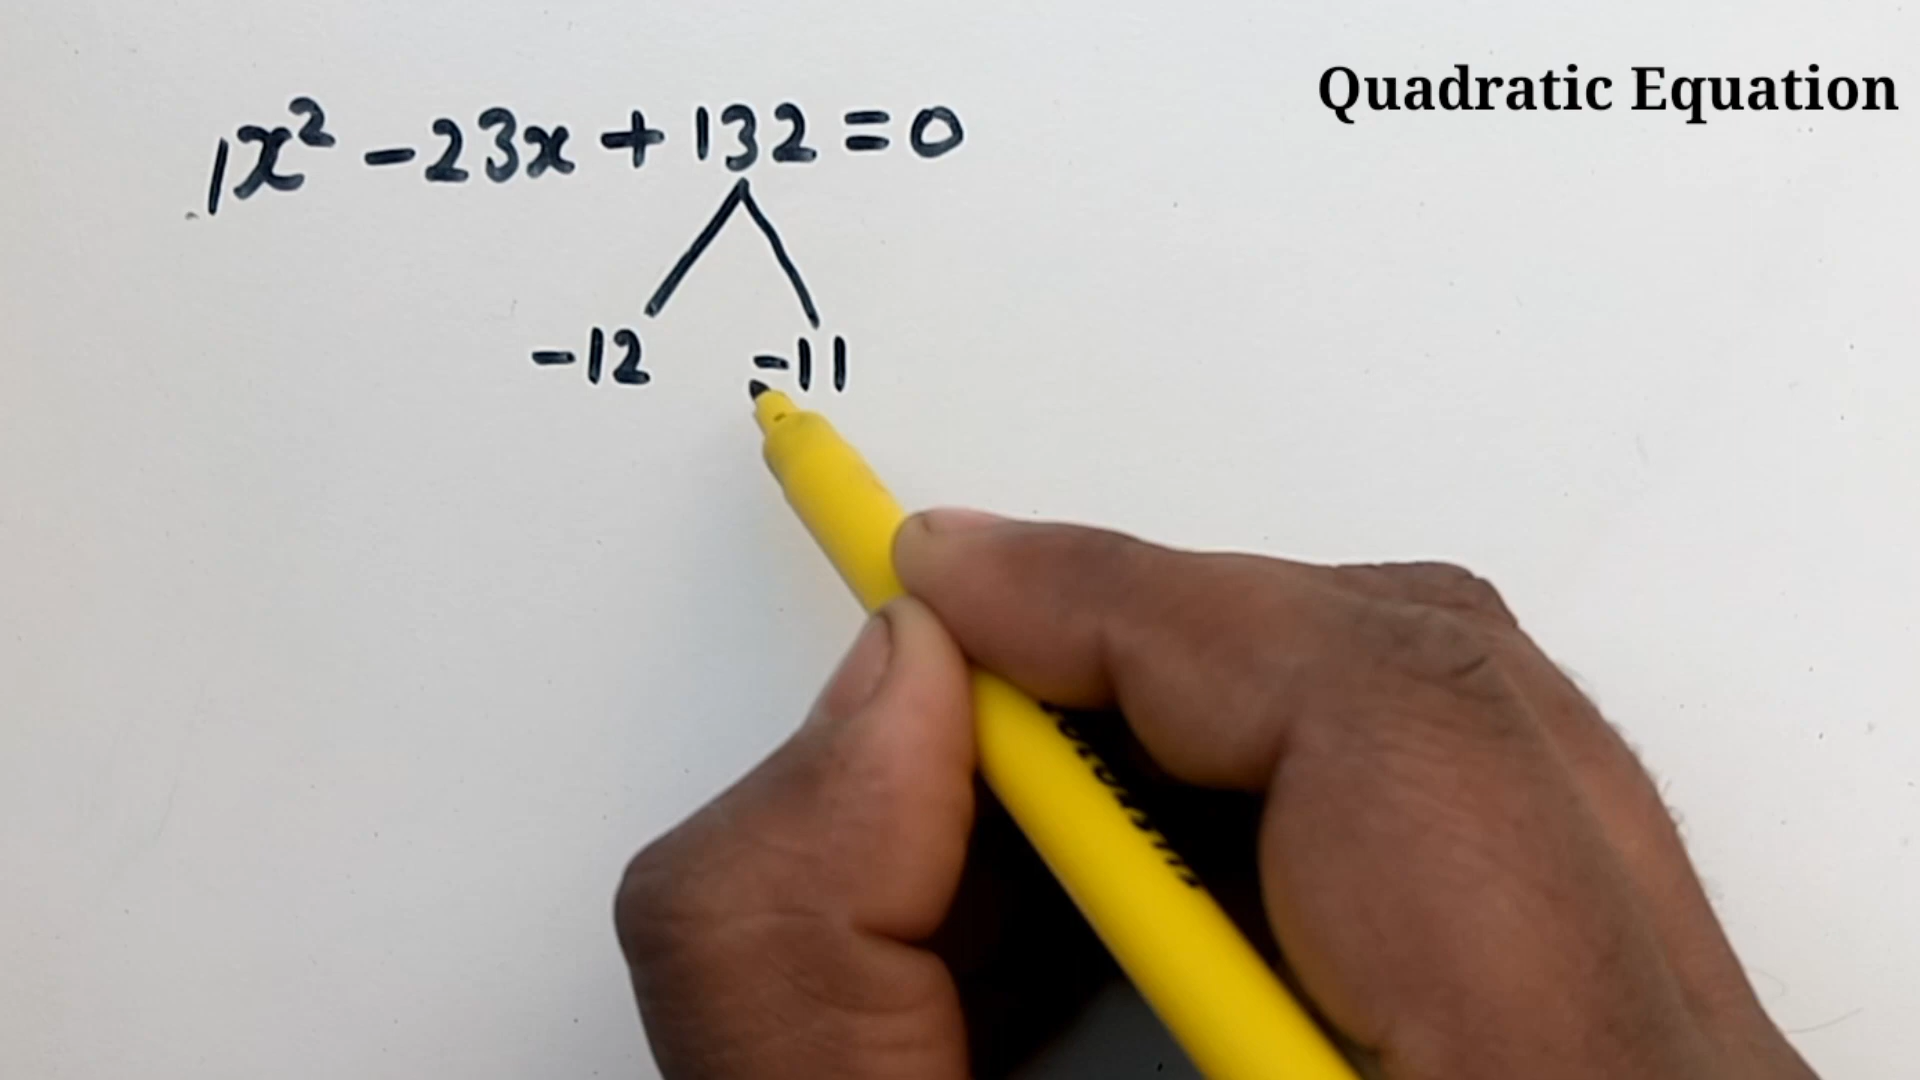 Quadratic Equation
1x² - 23x + 132 = 0
-12 -11